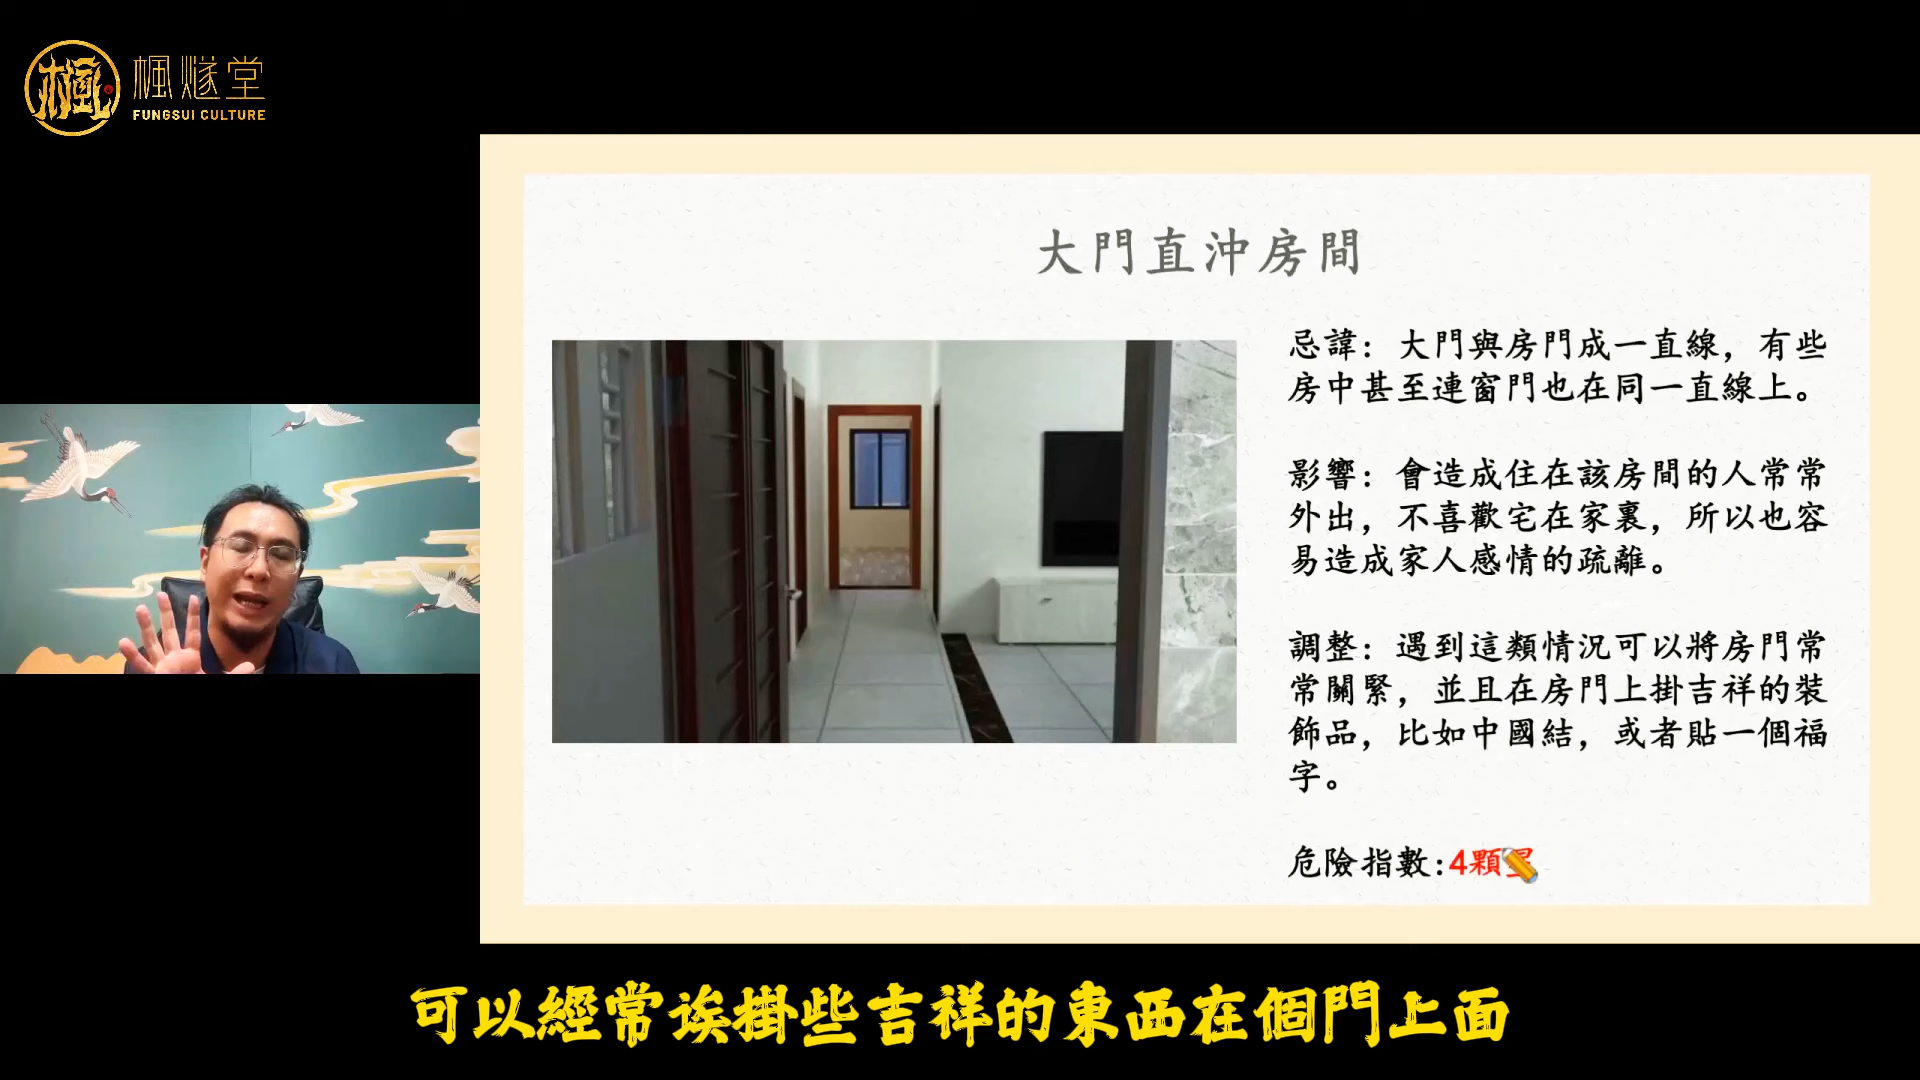 楓燧堂
FUNGSUI CULTURE
大門直沖房間
忌諱：大門與房門成一直線，有些
房中甚至連窗門也在同一直線上。
影響：會造成住在該房間的人常常
外出，不喜歡宅在家裏，所以也容
易造成家人感情的疏離。
調整：遇到這類情況可以將房門常
常關緊，並且在房門上掛吉祥的裝
飾品，比如中國結，或者貼一個福
字。
危險指數:4顆星
可以經常诶掛些吉祥的東西在個門上面